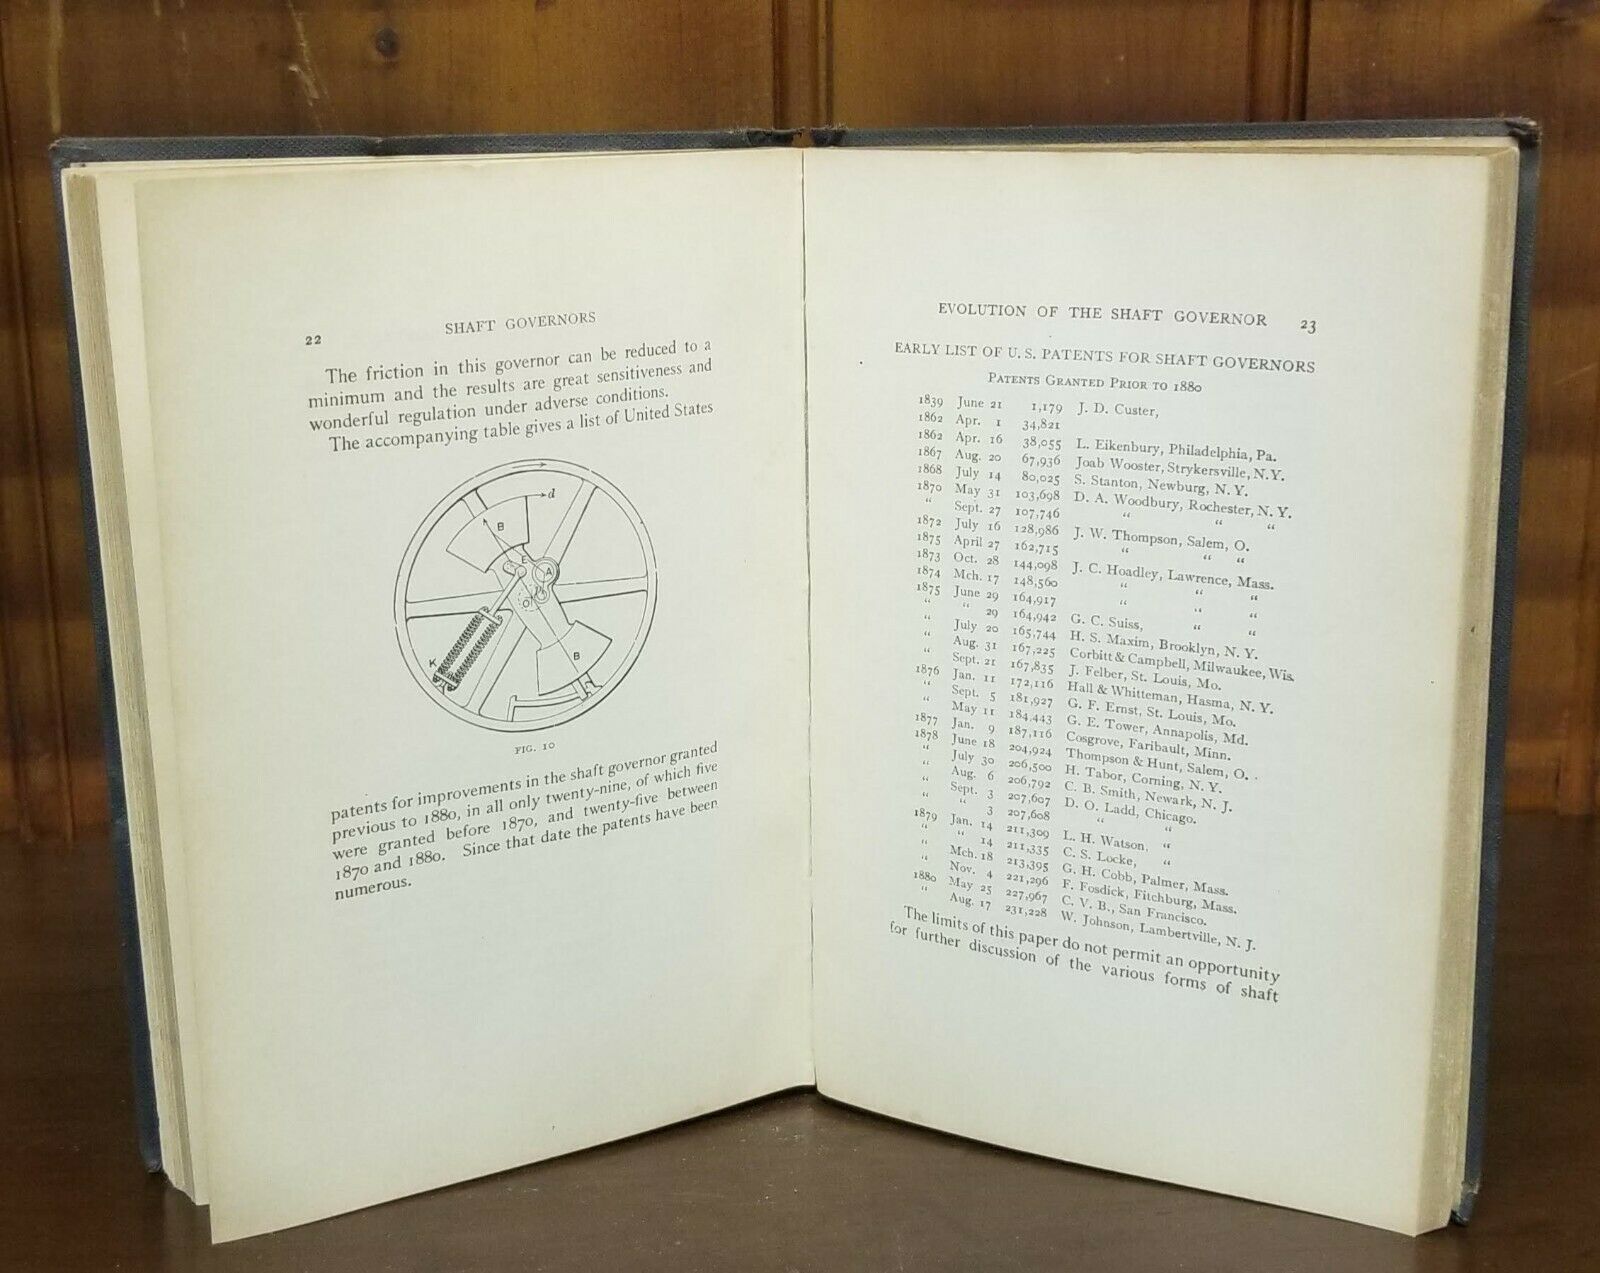 22
SHAFT GOVERNORS
The friction in this governor can be reduced to a
minimum and the results are great sensitiveness and
wonderful regulation under adverse conditions.
The accompanying table gives a list of United States
d
B
E
A
O
B
K
FIG. 10
patents for improvements in the shaft governor granted
previous to 1880, in all only twenty-nine, of which five
were granted before 1870, and twenty-five between
1870 and 1880. Since that date the patents have been
numerous.
EVOLUTION OF THE SHAFT GOVERNOR 23
EARLY LIST OF U. S. PATENTS FOR SHAFT GOVERNORS
PATENTS GRANTED PRIOR TO 1880
1839 June 21 1,179 J. D. Custer,
1862 Apr. 1 34,821
1862 Apr. 16 38,055 L. Eikenbury, Philadelphia, Pa.
1867 Aug. 20 67,936 Joab Wooster, Strykersville, N.Y.
1868 July 14 80,025 S. Stanton, Newburg, N. Y.
1870 May 31 103,698 D. A. Woodbury, Rochester, N. Y.
" Sept. 27 107,746 " " "
1872 July 16 128,986 J. W. Thompson, Salem, O.
1875 April 27 162,715 " " "
1873 Oct. 28 144,098 J. C. Hoadley, Lawrence, Mass.
1874 Mch. 17 148,560 " " "
1875 June 29 164,917 " " "
" " 29 164,942 G. C. Suiss, " "
" July 20 165,744 H. S. Maxim, Brooklyn, N. Y.
" Aug. 31 167,225 Corbitt & Campbell, Milwaukee, Wis.
" Sept. 21 167,835 J. Felber, St. Louis, Mo.
1876 Jan. 11 172,116 Hall & Whitteman, Hasma, N. Y.
" Sept. 5 181,927 G. F. Ernst, St. Louis, Mo.
" May 11 184,443 G. E. Tower, Annapolis, Md.
1877 Jan. 9 187,116 Cosgrove, Faribault, Minn.
1878 June 18 204,924 Thompson & Hunt, Salem, O.
" July 30 206,500 H. Tabor, Corning, N. Y.
" Aug. 6 206,792 C. B. Smith, Newark, N. J.
" Sept. 3 207,607 D. O. Ladd, Chicago.
" " 3 207,608 " "
1879 Jan. 14 211,309 L. H. Watson, "
" " 14 211,335 C. S. Locke, "
" Mch. 18 213,395 G. H. Cobb, Palmer, Mass.
" Nov. 4 221,296 F. Fosdick, Fitchburg, Mass.
1880 May 25 227,967 C. V. B., San Francisco.
" Aug. 17 231,228 W. Johnson, Lambertville, N. J.
The limits of this paper do not permit an opportunity
for further discussion of the various forms of shaft